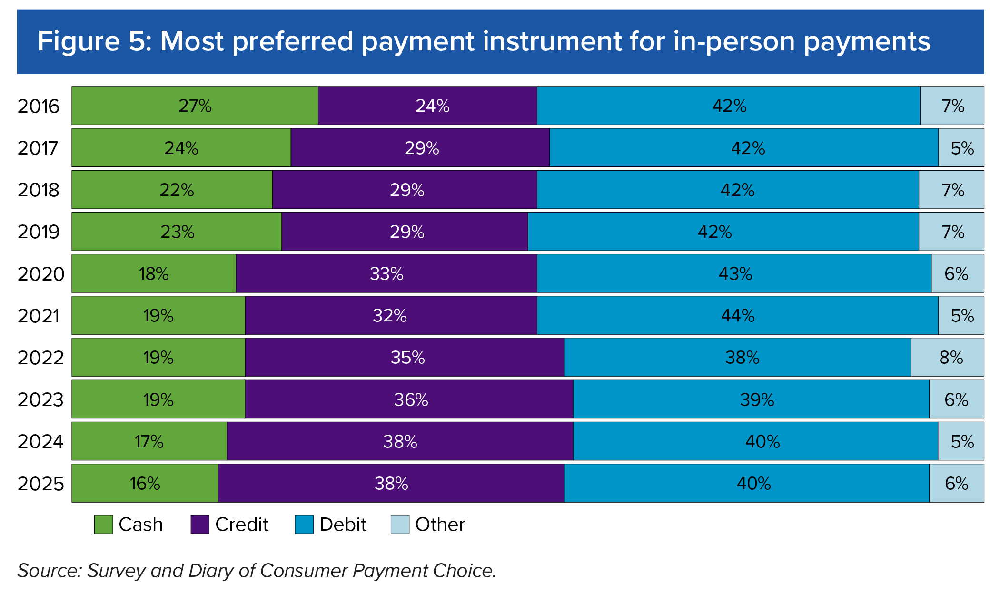 Figure 5: Most preferred payment instrument for in-person payments
2016 27% 24% 42% 7%
2017 24% 29% 42% 5%
2018 22% 29% 42% 7%
2019 23% 29% 42% 7%
2020 18% 33% 43% 6%
2021 19% 32% 44% 5%
2022 19% 35% 38% 8%
2023 19% 36% 39% 6%
2024 17% 38% 40% 5%
2025 16% 38% 40% 6%
Cash Credit Debit Other
Source: Survey and Diary of Consumer Payment Choice.